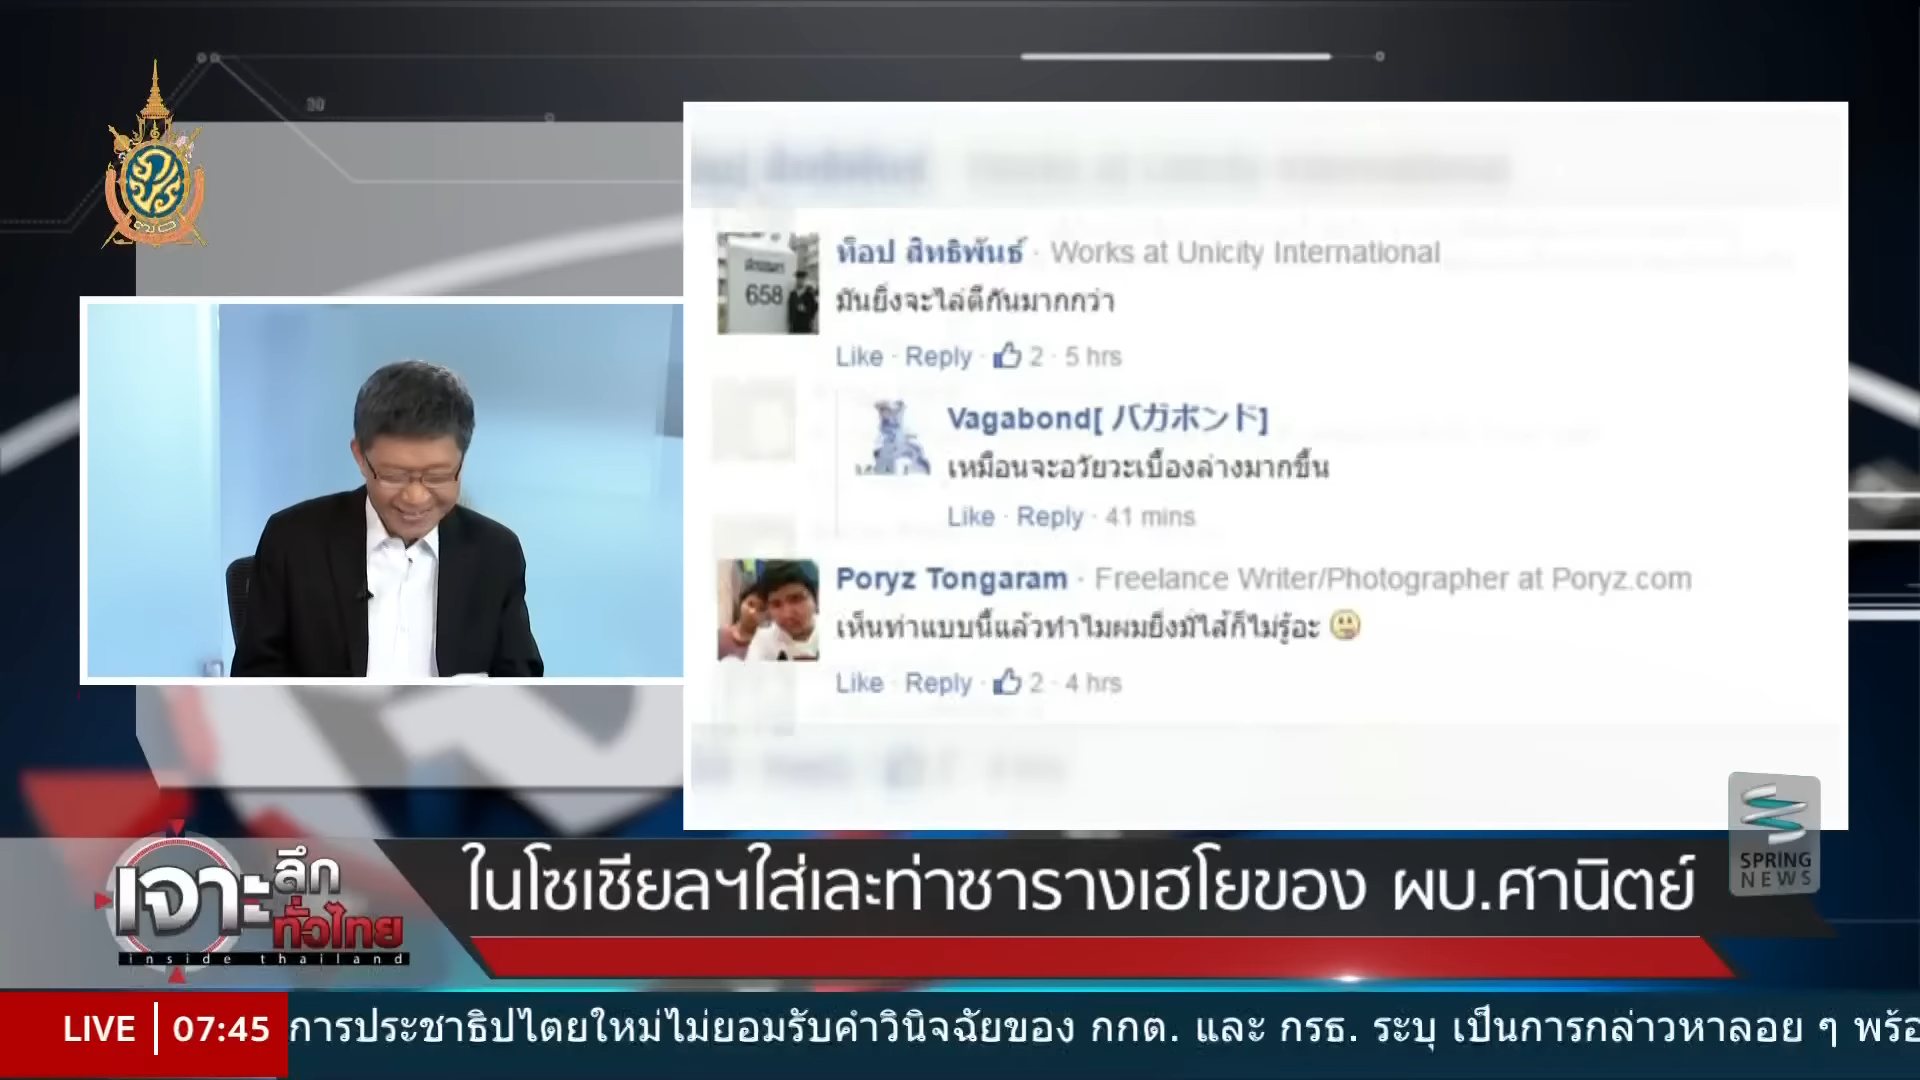 ท็อป สิทธิพันธ์ · Works at Unicity International
658
มันยิ่งจะไล่ตีกันมากกว่า
Like · Reply · 2 · 5 hrs
Vagabond[ バガボンド]
เหมือนจะอวัยวะเบื้องล่างมากขึ้น
Like · Reply · 41 mins
Poryz Tongaram · Freelance Writer/Photographer at Poryz.com
เห็นท่าแบบนี้แล้วทำไมผมยิ่งมีไส้ก็ไม่รู้อะ
Like · Reply · 2 · 4 hrs
SPRING
NEWS
เจาะลึกทั่วไทย
inside thailand
ในโซเชียลฯใส่เละท่าซารางเฮโยของ ผบ.ศานิตย์
LIVE 07:45 การประชาธิปไตยใหม่ไม่ยอมรับคำวินิจฉัยของ กกต. และ กรธ. ระบุ เป็นการกล่าวหาลอย ๆ พร้อ